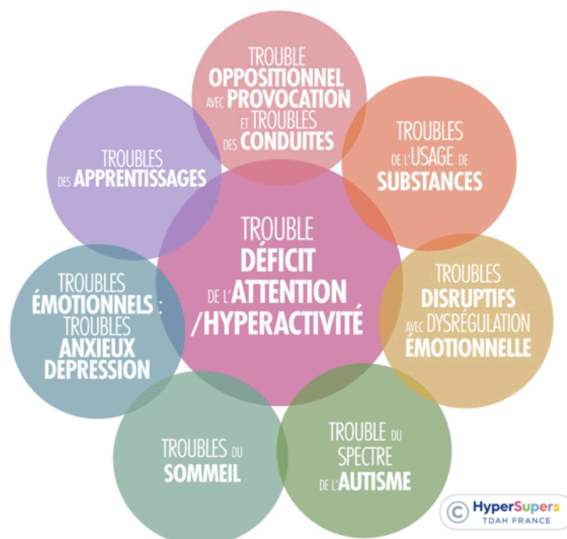 TROUBLE
OPPOSITIONNEL
AVEC PROVOCATION
ET TROUBLES
DES CONDUITES
TROUBLES
DE L'USAGE DE
SUBSTANCES
TROUBLES
DES APPRENTISSAGES
TROUBLE
DÉFICIT
DE L'ATTENTION
/HYPERACTIVITÉ
TROUBLES
DISRUPTIFS
AVEC DYSRÉGULATION
ÉMOTIONNELLE
TROUBLES
ÉMOTIONNELS :
TROUBLES
ANXIEUX
DEPRESSION
TROUBLES DU
SOMMEIL
TROUBLE DU
SPECTRE
DE L'AUTISME
© HyperSupers
TDAH FRANCE